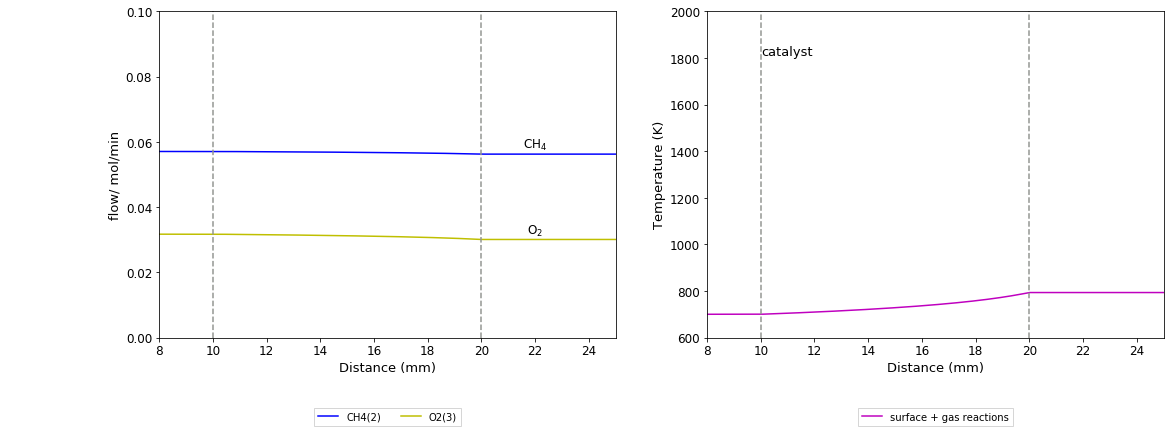 0.10
0.08
0.06
0.04
0.02
0.00
flow/ mol/min
CH4
O2
8 10 12 14 16 18 20 22 24
Distance (mm)
CH4(2) O2(3)
2000
1800
1600
1400
1200
1000
800
600
Temperature (K)
catalyst
8 10 12 14 16 18 20 22 24
Distance (mm)
surface + gas reactions